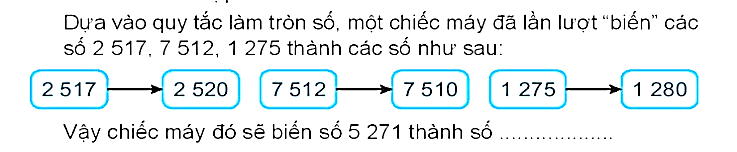 Dựa vào quy tắc làm tròn số, một chiếc máy đã lần lượt “biến” các
số 2 517, 7 512, 1 275 thành các số như sau:
2 517 2 520 7 512 7 510 1 275 1 280
Vậy chiếc máy đó sẽ biến số 5 271 thành số ...................